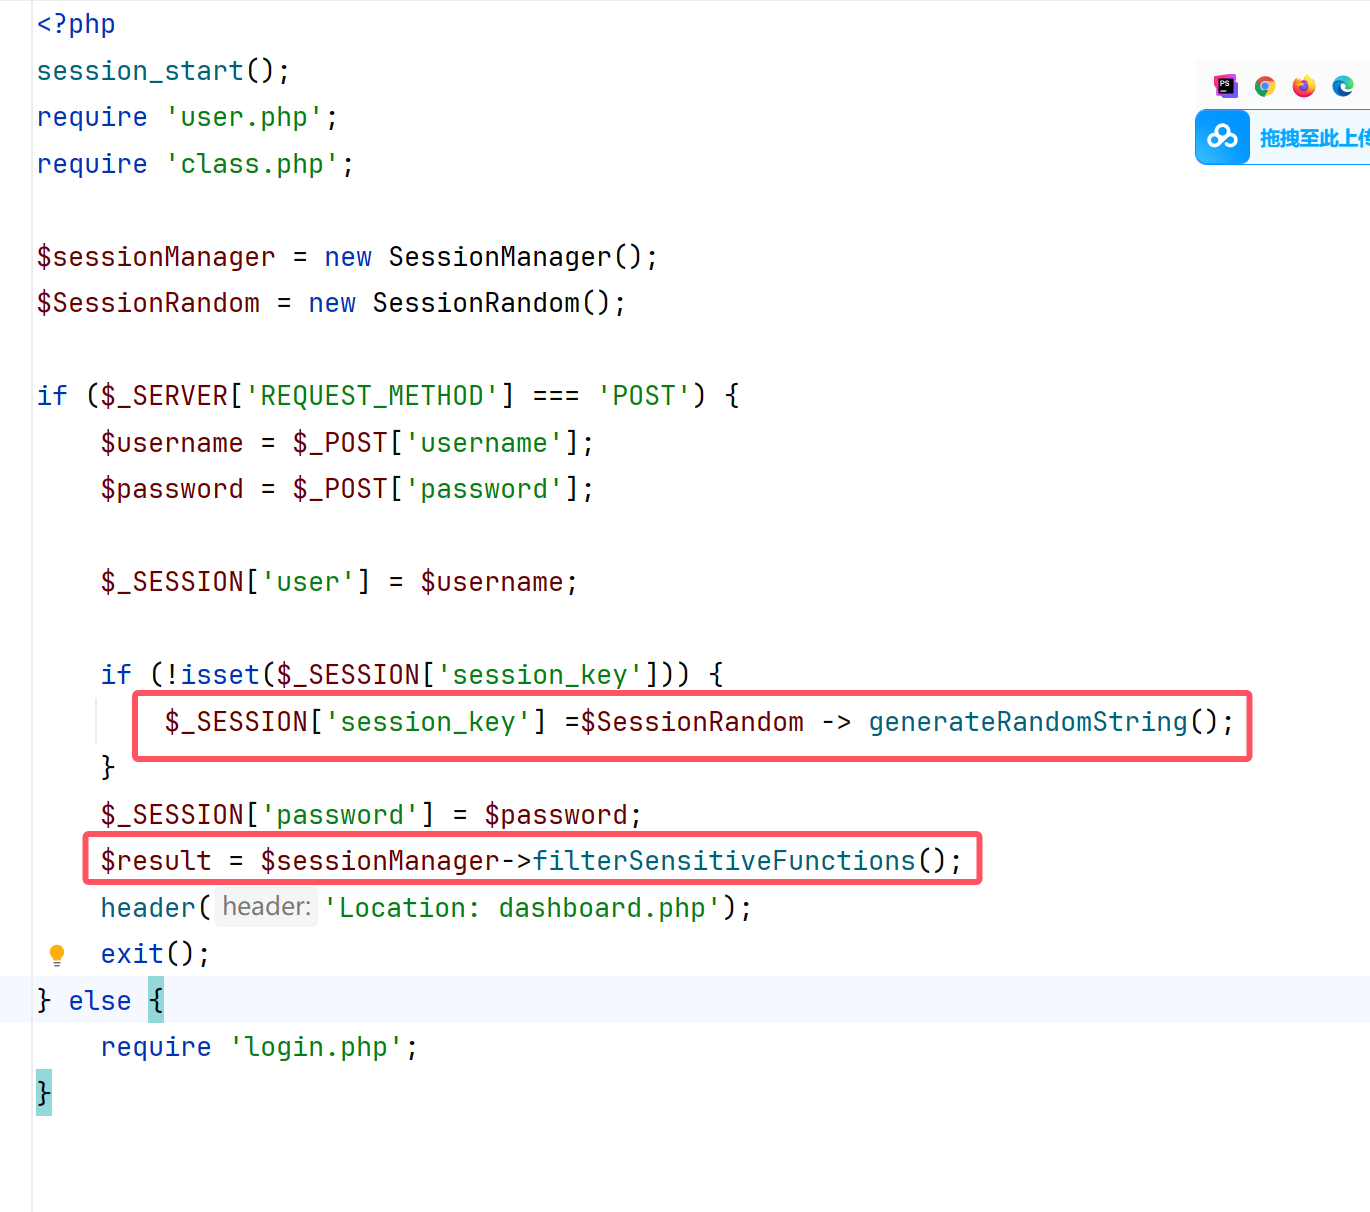 <?php
session_start();
require 'user.php';
PS
拖拽至此上传
require 'class.php';
$sessionManager = new SessionManager();
$SessionRandom = new SessionRandom();
if ($_SERVER['REQUEST_METHOD'] === 'POST') {
    $username = $_POST['username'];
    $password = $_POST['password'];
    $_SESSION['user'] = $username;
    if (!isset($_SESSION['session_key'])) {
        $_SESSION['session_key'] =$SessionRandom -> generateRandomString();
    }
    $_SESSION['password'] = $password;
    $result = $sessionManager->filterSensitiveFunctions();
    header( header: 'Location: dashboard.php');
    exit();
} else {
    require 'login.php';
}